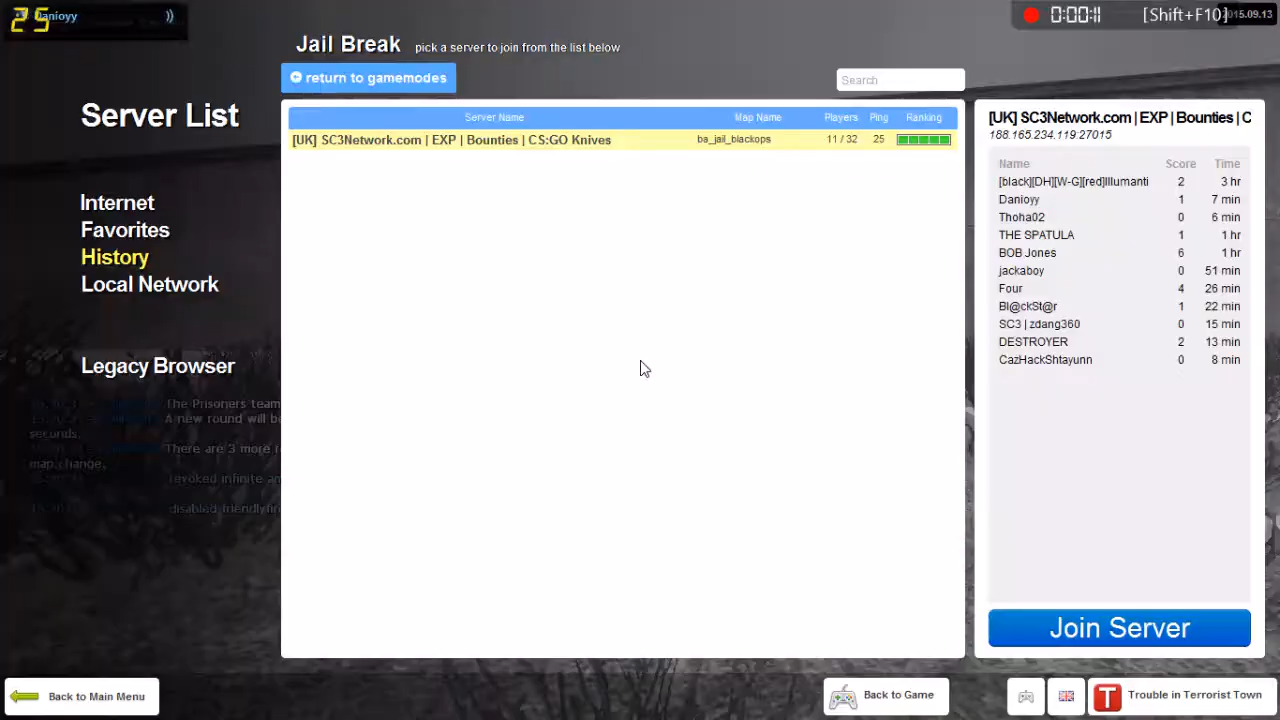 25
Danioyy
0:00:11 [Shift+F10]
2015.09.13
Jail Break pick a server to join from the list below
return to gamemodes
Search
Server List
Internet
Favorites
History
Local Network
Legacy Browser
Server Name Map Name Players Ping Ranking
[UK] SC3Network.com | EXP | Bounties | CS:GO Knives ba_jail_blackops 11 / 32 25
The Prisoners team
A new round will be
seconds.
There are 3 more
map change.
revoked infinite
disabled friendlyfire
[UK] SC3Network.com | EXP | Bounties | C
188.165.234.119:27015
Name Score Time
[black][DH][W-G][red]Illumanti 2 3 hr
Danioyy 1 7 min
Thoha02 0 6 min
THE SPATULA 1 1 hr
BOB Jones 6 1 hr
jackaboy 0 51 min
Four 4 26 min
Bl@ckSt@r 1 22 min
SC3 | zdang360 0 15 min
DESTROYER 2 13 min
CazHackShtayunn 0 8 min
Join Server
Back to Main Menu
Back to Game
T Trouble in Terrorist Town